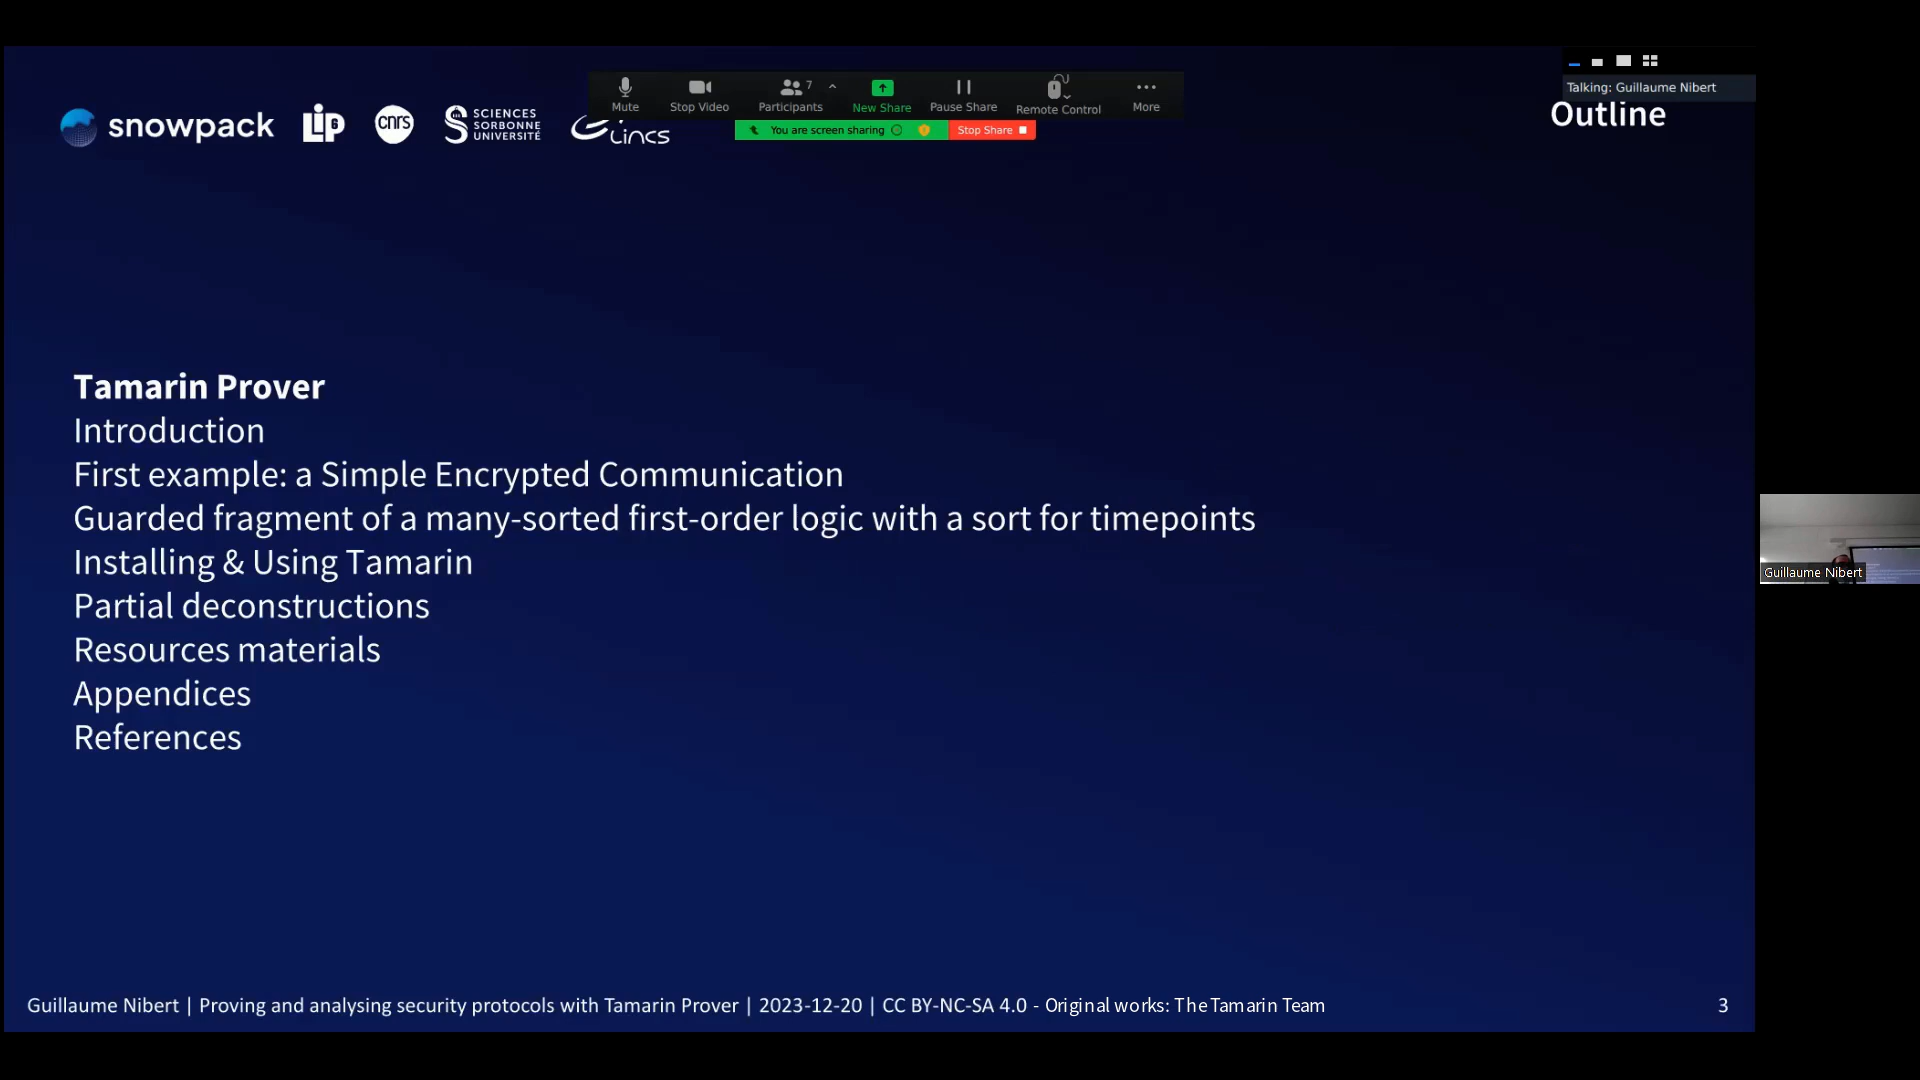 Talking: Guillaume Nibert
Mute
Stop Video
7
Participants
New Share
Pause Share
Remote Control
More
You are screen sharing
Stop Share
snowpack
LIP6
cnrs
SCIENCES
SORBONNE
UNIVERSITÉ
Lincs
Outline
Tamarin Prover
Introduction
First example: a Simple Encrypted Communication
Guarded fragment of a many-sorted first-order logic with a sort for timepoints
Installing & Using Tamarin
Partial deconstructions
Resources materials
Appendices
References
Guillaume Nibert
Guillaume Nibert | Proving and analysing security protocols with Tamarin Prover | 2023-12-20 | CC BY-NC-SA 4.0 - Original works: The Tamarin Team
3